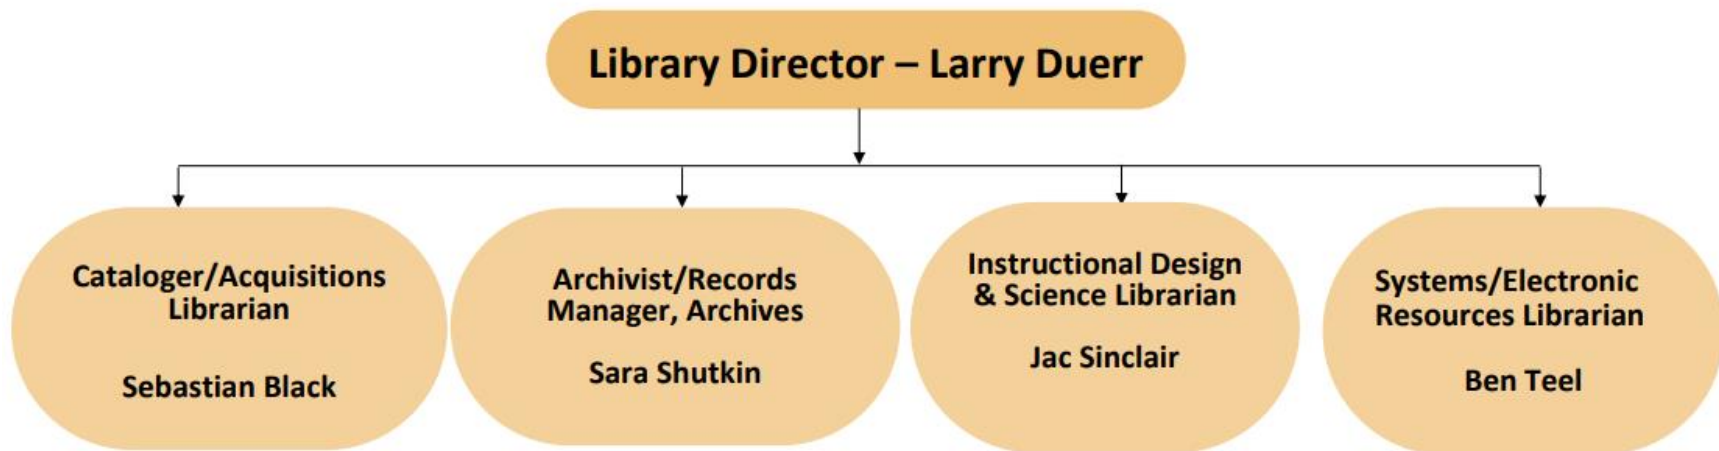 Library Director – Larry Duerr
Cataloger/Acquisitions
Librarian
Sebastian Black
Archivist/Records
Manager, Archives
Sara Shutkin
Instructional Design
& Science Librarian
Jac Sinclair
Systems/Electronic
Resources Librarian
Ben Teel